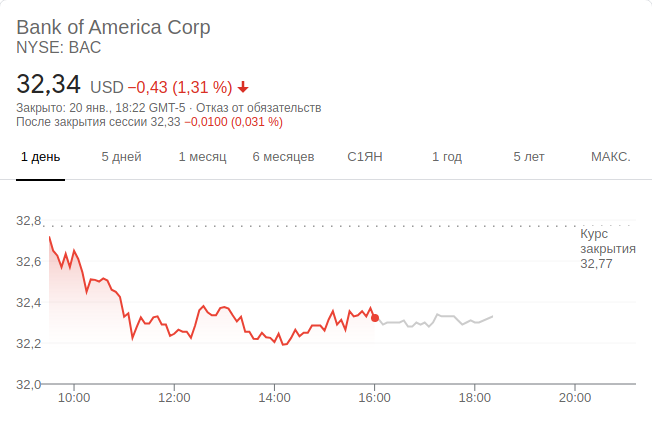 Bank of America Corp
NYSE: BAC
32,34 USD −0,43 (1,31 %)
Закрыто: 20 янв., 18:22 GMT-5 · Отказ от обязательств
После закрытия сессии 32,33 −0,0100 (0,031 %)
1 день 5 дней 1 месяц 6 месяцев С1ЯН 1 год 5 лет МАКС.
32,8
Курс
закрытия
32,77
32,6
32,4
32,2
32,0
10:00 12:00 14:00 16:00 18:00 20:00